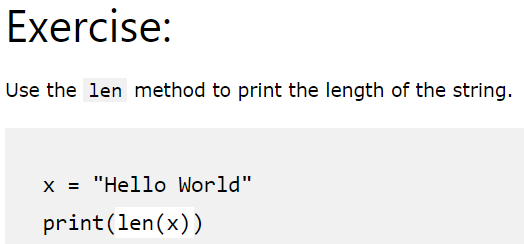 Exercise:
Use the len method to print the length of the string.
x = "Hello World"
print(len(x))